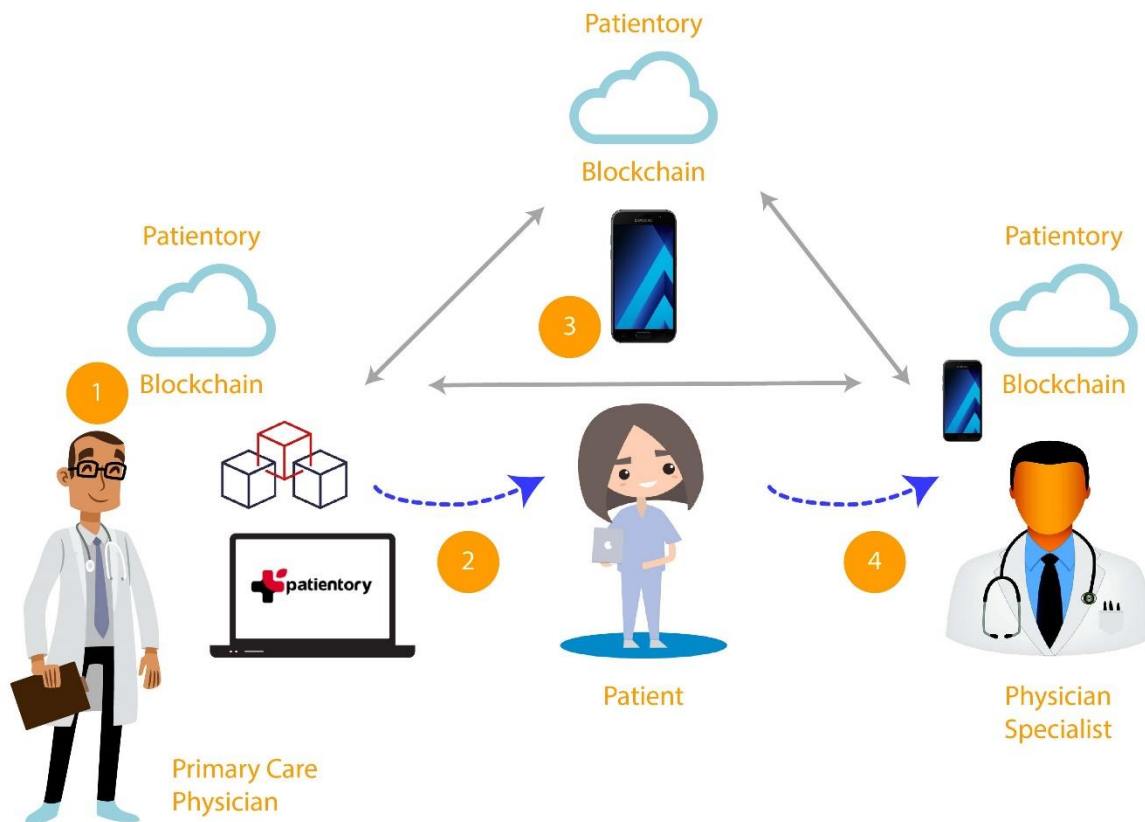 Patientory
Blockchain
Patientory
Blockchain
Patientory
Blockchain
1
3
2
patientory
4
Patient
Physician
Specialist
Primary Care
Physician